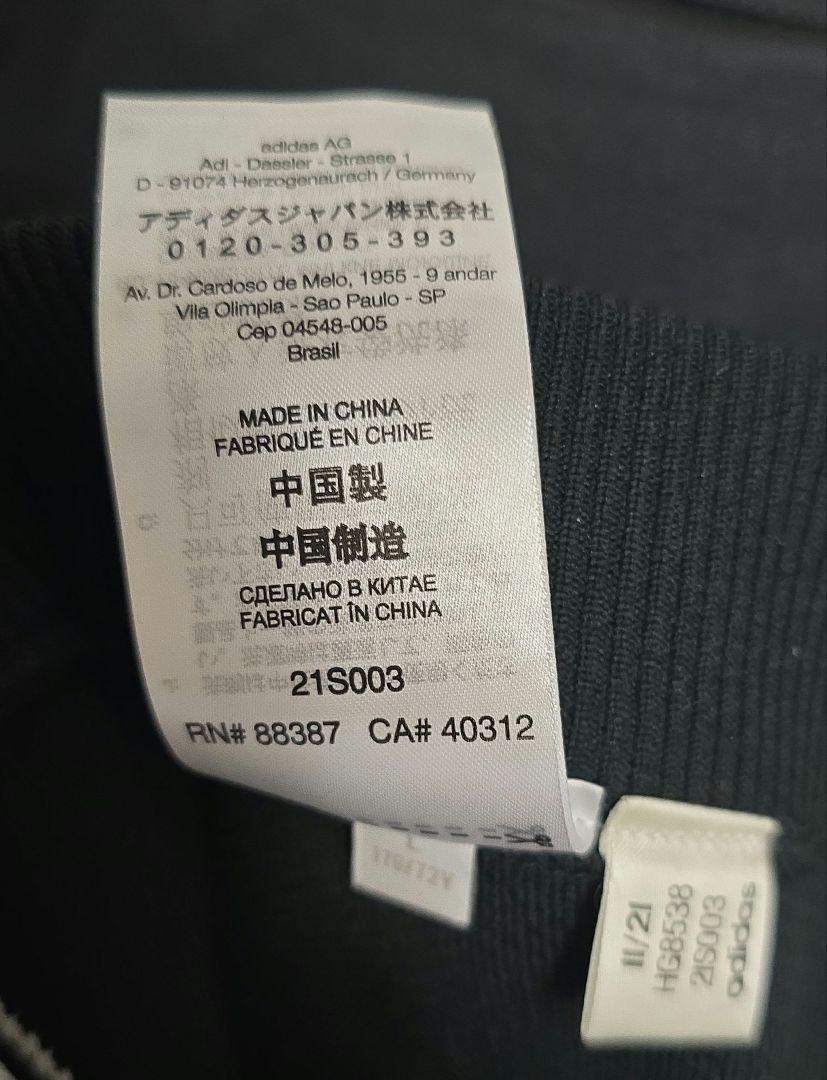 adidas AG
Adi - Dassler - Strasse 1
D - 91074 Herzogenaurach / Germany
アディダスジャパン株式会社
0120-305-393
Av. Dr. Cardoso de Melo, 1955 - 9 andar
Vila Olimpia - Sao Paulo - SP
Cep 04548-005
Brasil
MADE IN CHINA
FABRIQUÉ EN CHINE
中国製
中国制造
СДЕЛАНО В КИТАЕ
FABRICAT ÎN CHINA
21S003
RN# 88387 CA# 40312
L
170/72Y
11/21
HG8538
21S003
adidas